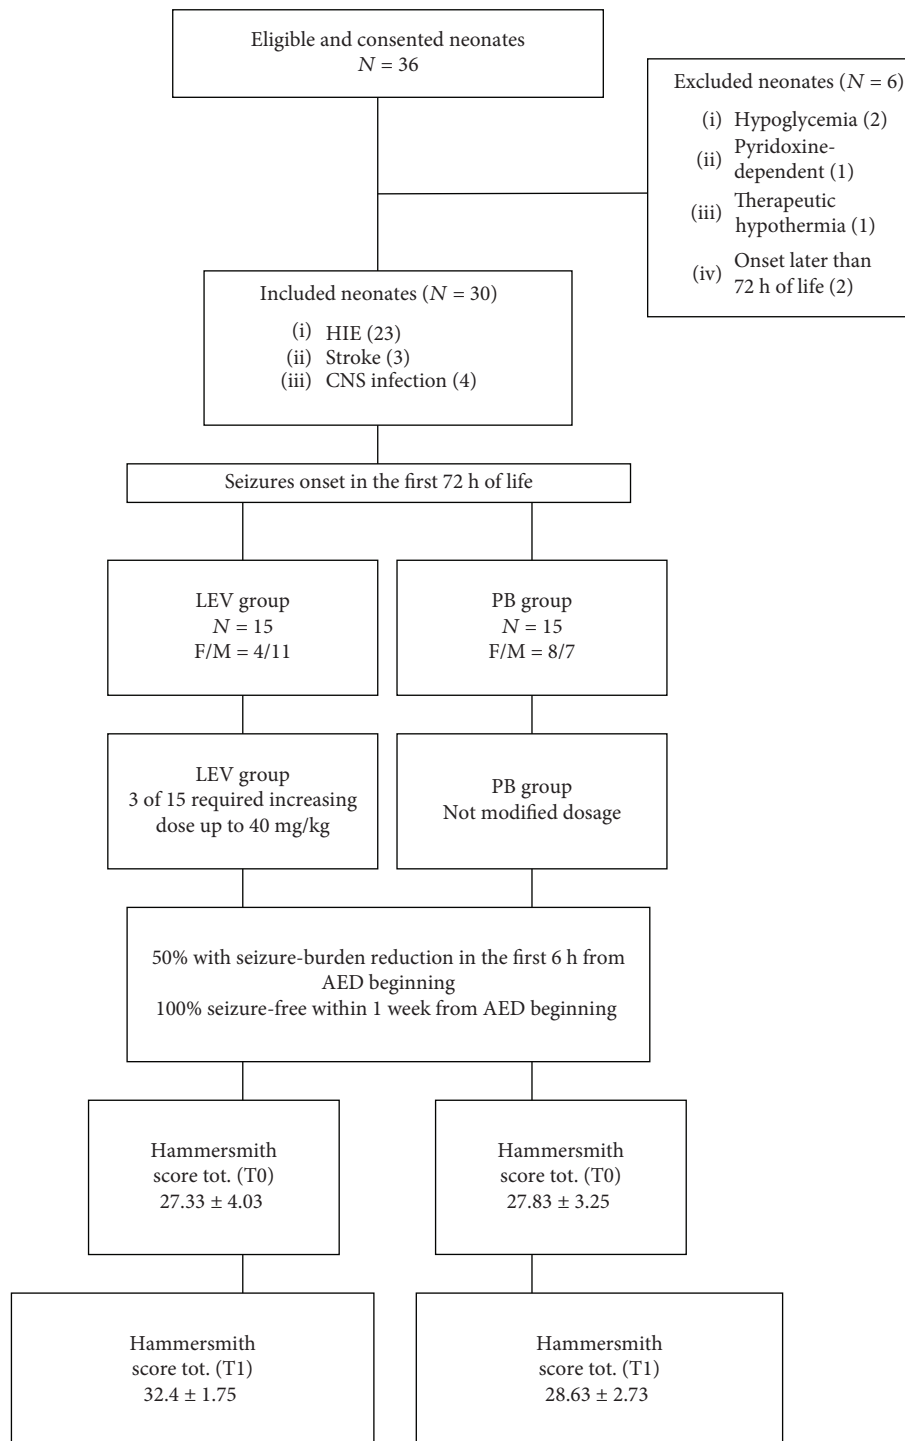 Eligible and consented neonates
N = 36
Excluded neonates (N = 6)
(i) Hypoglycemia (2)
(ii) Pyridoxine-
dependent (1)
(iii) Therapeutic
hypothermia (1)
(iv) Onset later than
72 h of life (2)
Included neonates (N = 30)
(i) HIE (23)
(ii) Stroke (3)
(iii) CNS infection (4)
Seizures onset in the first 72 h of life
LEV group
N = 15
F/M = 4/11
PB group
N = 15
F/M = 8/7
LEV group
3 of 15 required increasing
dose up to 40 mg/kg
PB group
Not modified dosage
50% with seizure-burden reduction in the first 6 h from
AED beginning
100% seizure-free within 1 week from AED beginning
Hammersmith
score tot. (T0)
27.33 ± 4.03
Hammersmith
score tot. (T0)
27.83 ± 3.25
Hammersmith
score tot. (T1)
32.4 ± 1.75
Hammersmith
score tot. (T1)
28.63 ± 2.73